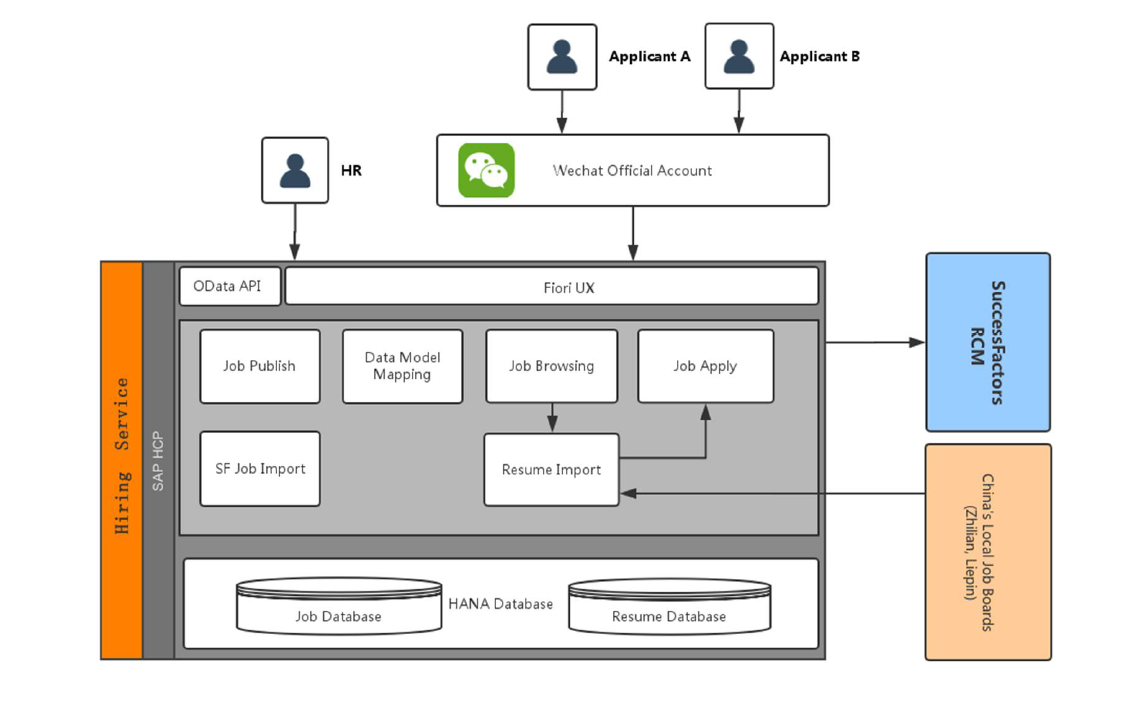 Applicant A
Applicant B
HR
Wechat Official Account
Hiring Service
SAP HCP
OData API
Fiori UX
Job Publish
Data Model
Mapping
Job Browsing
Job Apply
SF Job Import
Resume Import
Job Database
HANA Database
Resume Database
SuccessFactors
RCM
China's Local Job Boards
(Zhilian, Liepin)